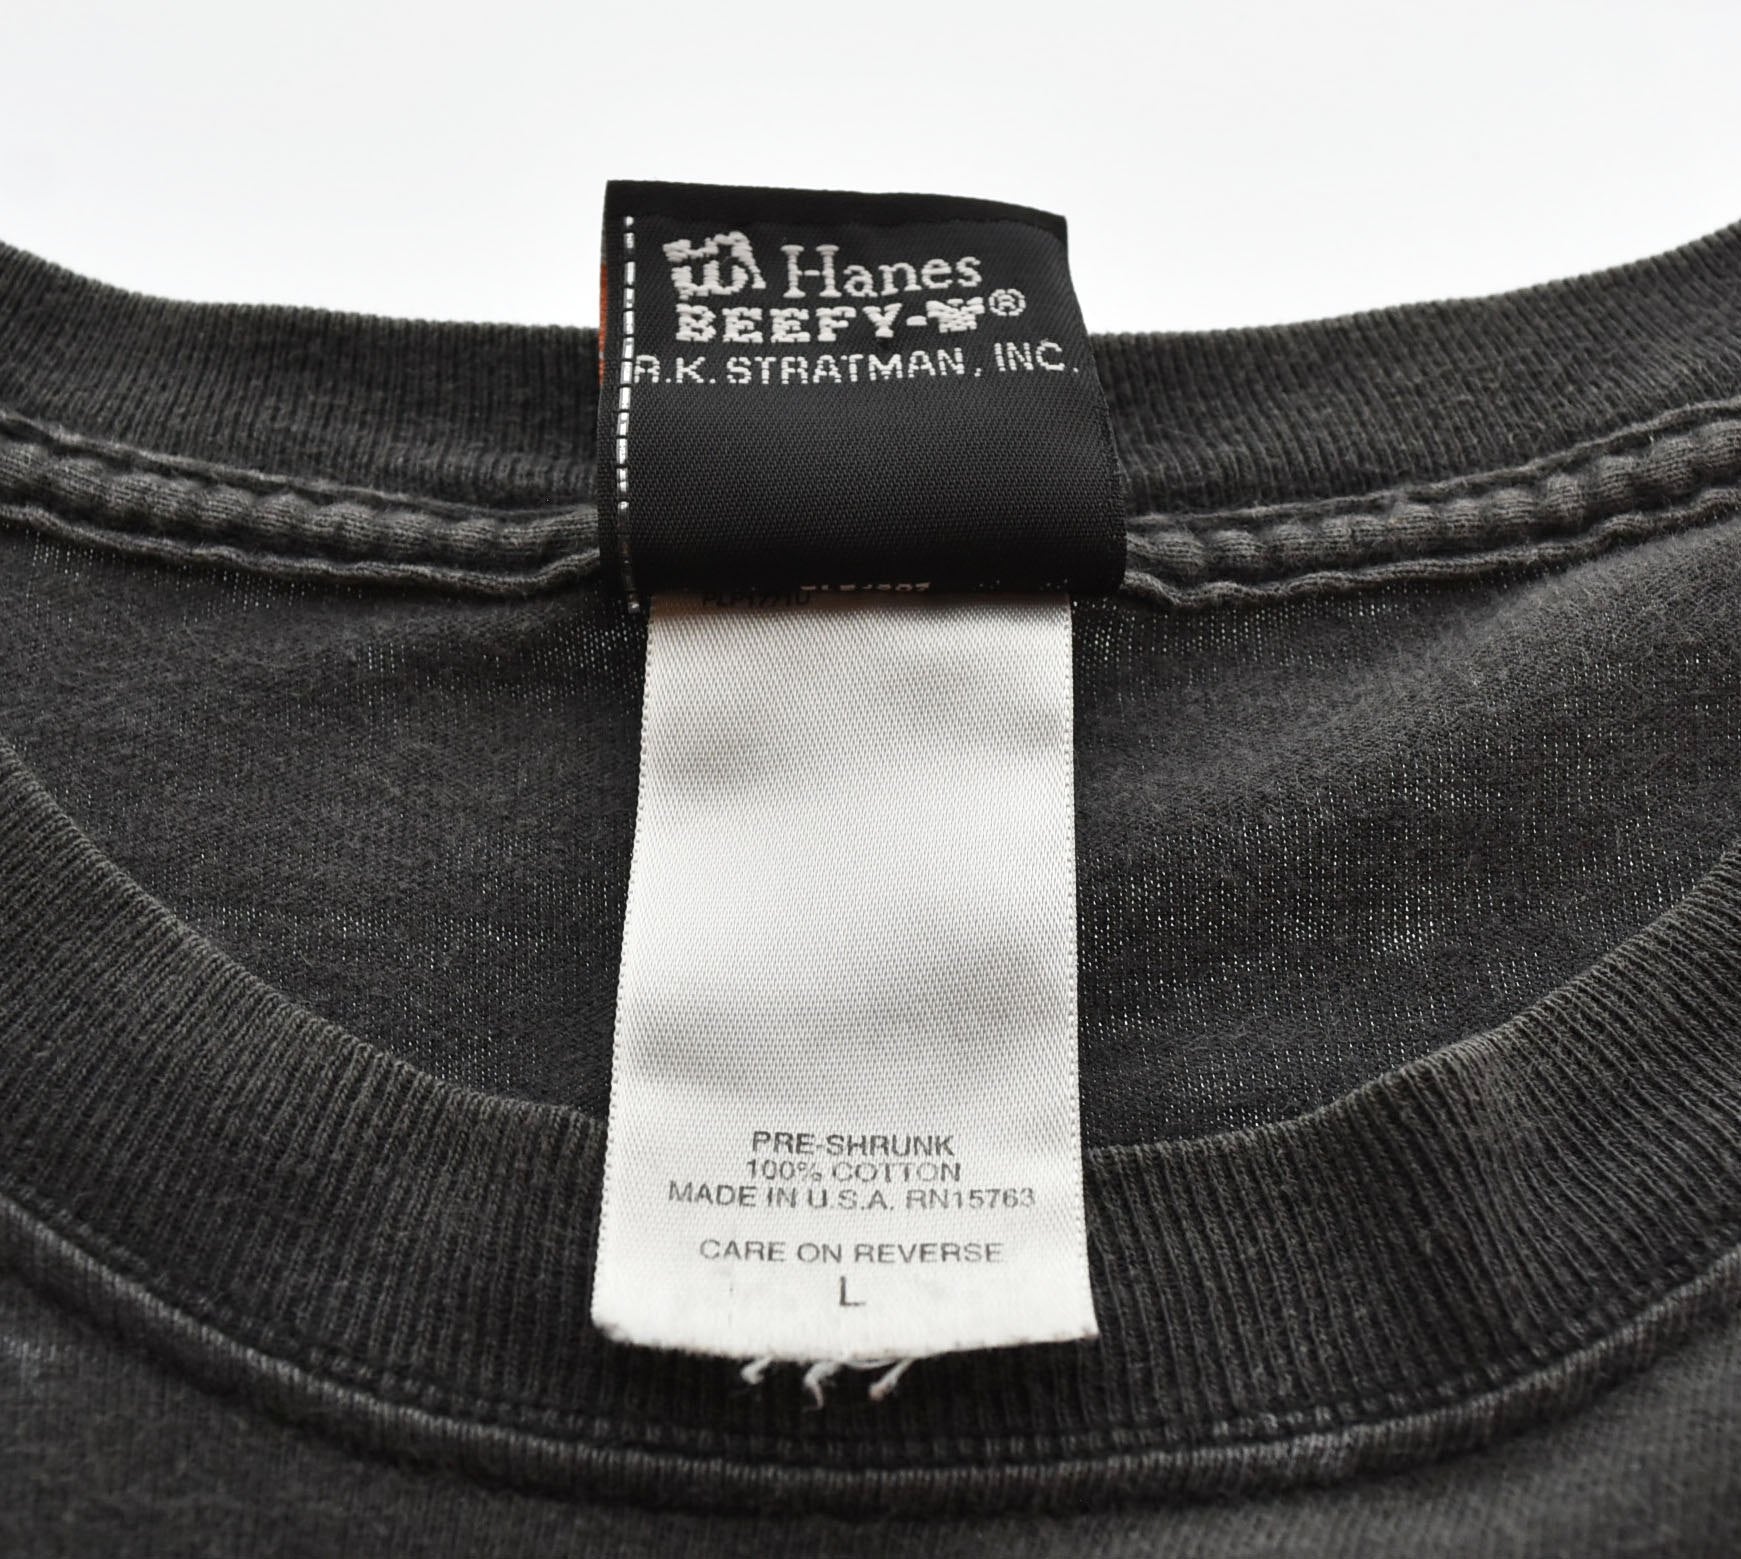 Hanes
BEEFY-T®
R.K. STRATMAN, INC.
PRE-SHRUNK
100% COTTON
MADE IN U.S.A. RN15763
CARE ON REVERSE
L